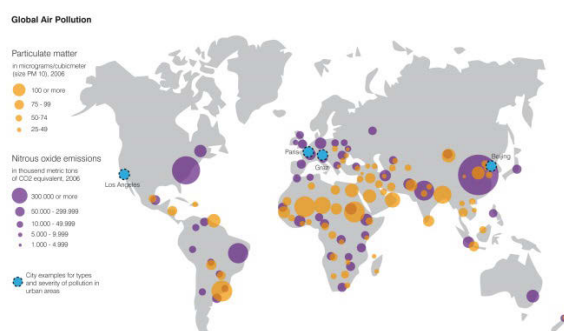 Global Air Pollution
Particulate matter
in micrograms/cubicmeter
(size PM 10), 2006
100 or more
75 - 99
50-74
25-49
Nitrous oxide emissions
in thousand metric tons
of CO2 equivalent, 2006
300.000 or more
50.000 - 299.999
10.000 - 49.999
5.000 - 9.999
1.000 - 4.999
City examples for types
and severity of pollution in
urban areas
Los Angeles
Paris
Graz
Beijing